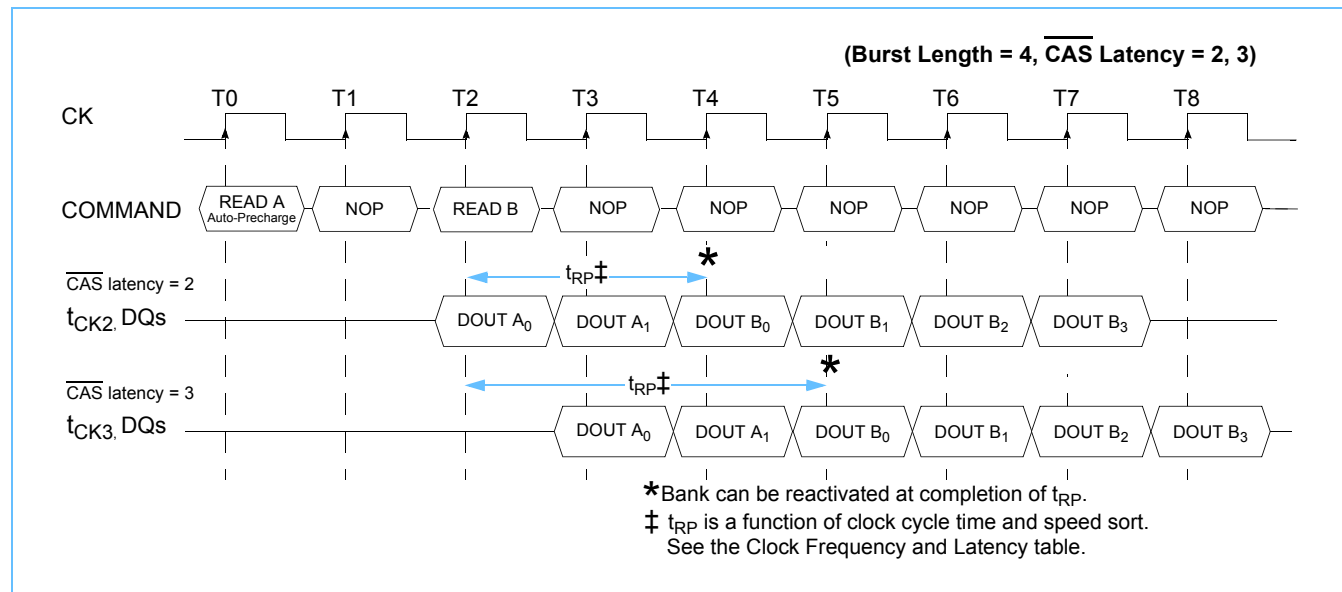 (Burst Length = 4, C̅A̅S̅ Latency = 2, 3)
T0 T1 T2 T3 T4 T5 T6 T7 T8
CK
COMMAND READ A Auto-Precharge NOP READ B NOP NOP NOP NOP NOP NOP
tRP‡ *
C̅A̅S̅ latency = 2
tCK2, DQs DOUT A0 DOUT A1 DOUT B0 DOUT B1 DOUT B2 DOUT B3
tRP‡ *
C̅A̅S̅ latency = 3
tCK3, DQs DOUT A0 DOUT A1 DOUT B0 DOUT B1 DOUT B2 DOUT B3
*Bank can be reactivated at completion of tRP.
‡ tRP is a function of clock cycle time and speed sort.
See the Clock Frequency and Latency table.